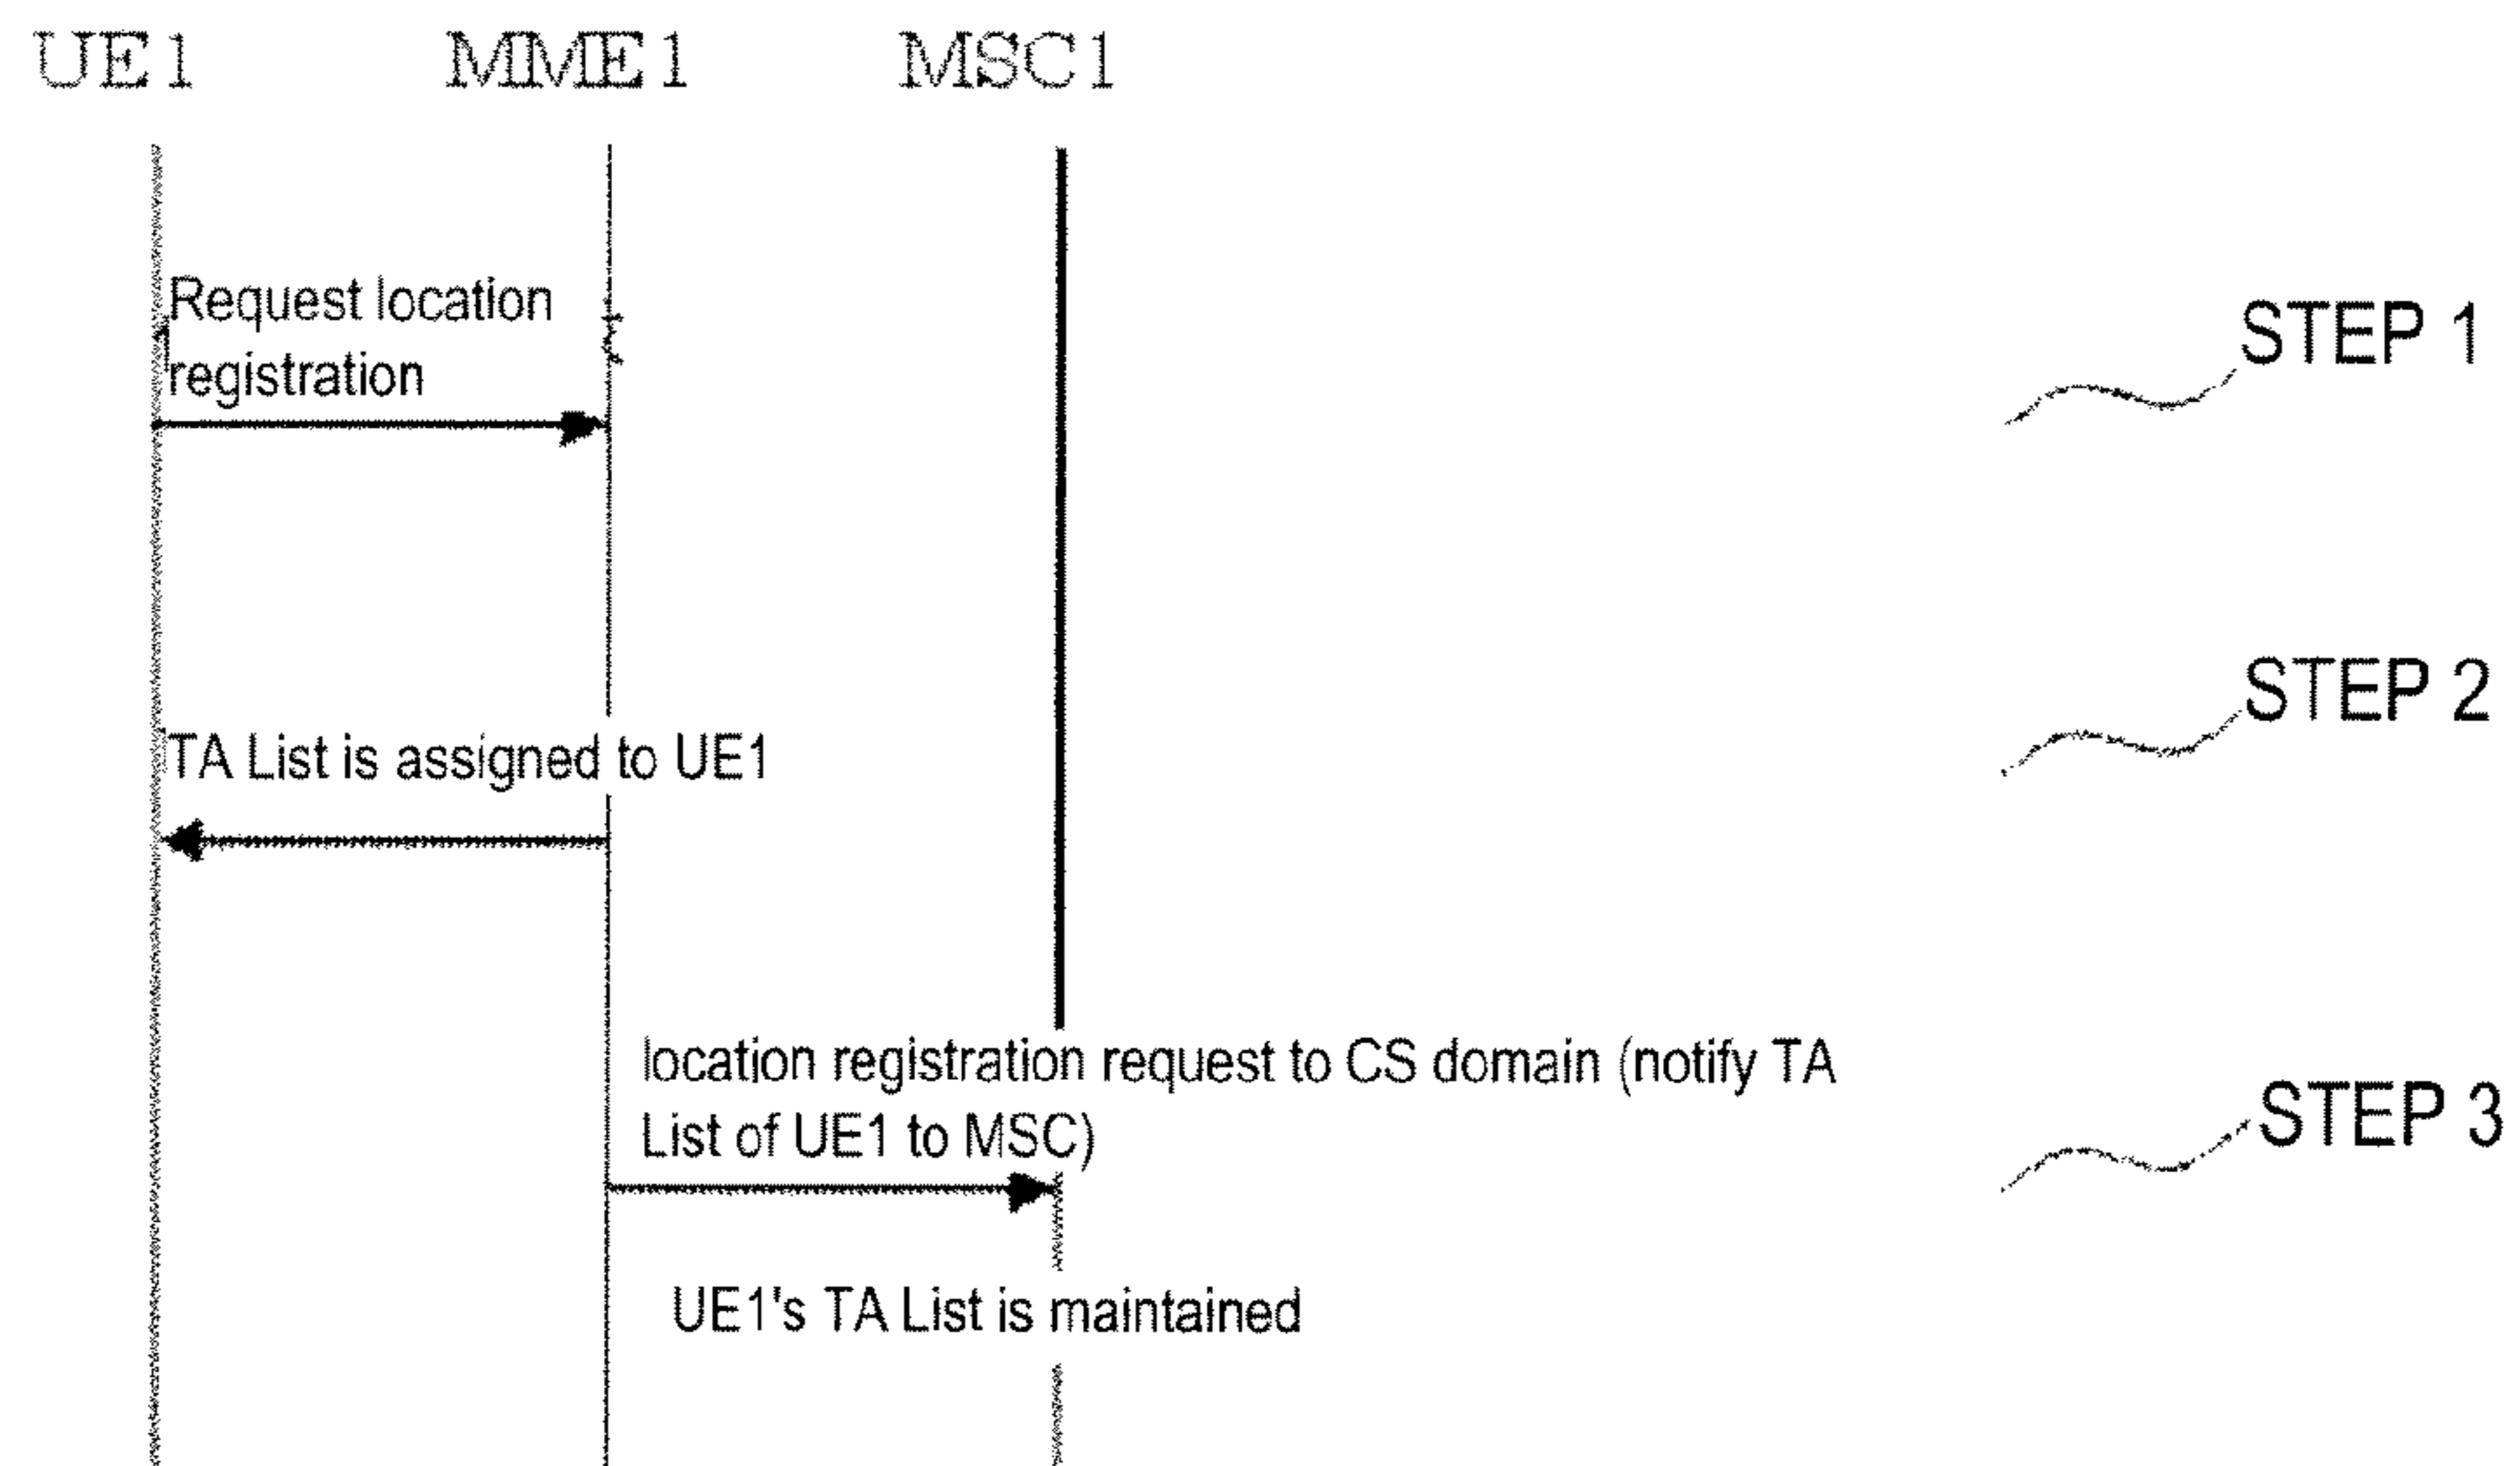 UE1 MME1 MSC1
Request location
registration
STEP 1
STEP 2
TA List is assigned to UE1
location registration request to CS domain (notify TA
List of UE1 to MSC)
STEP 3
UE1's TA List is maintained